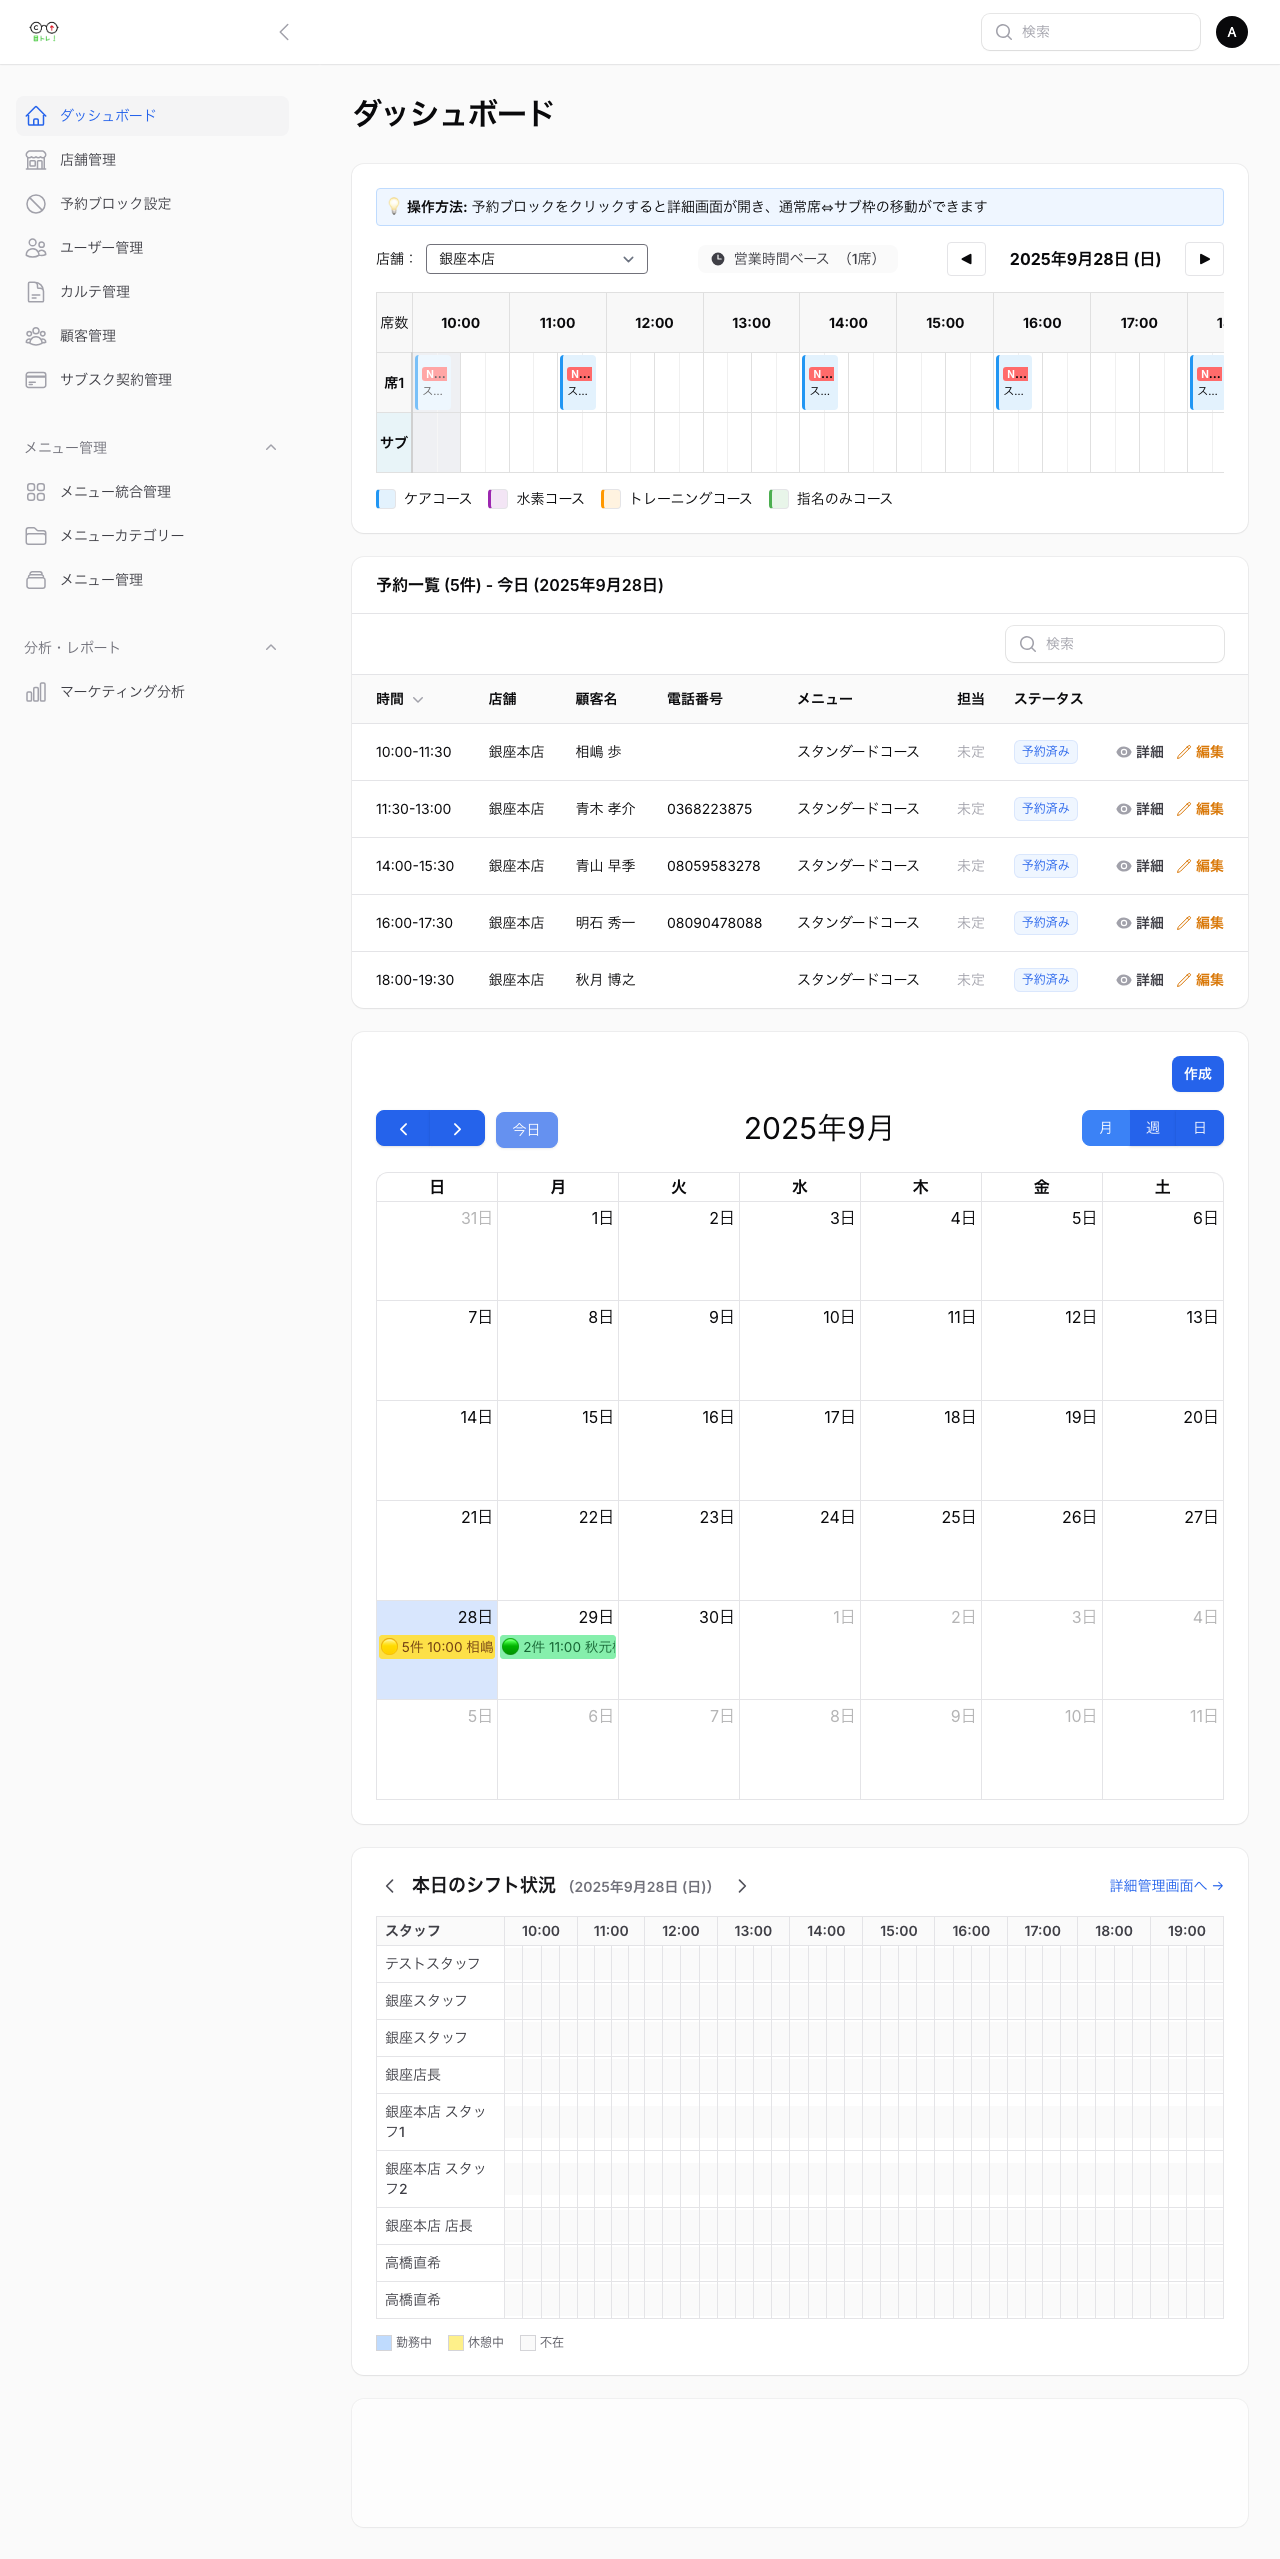 検索
A
ダッシュボード
店舗管理
予約ブロック設定
ユーザー管理
カルテ管理
顧客管理
サブスク契約管理
メニュー管理
メニュー統合管理
メニューカテゴリー
メニュー管理
分析・レポート
マーケティング分析
ダッシュボード
💡 操作方法: 予約ブロックをクリックすると詳細画面が開き、通常席⇔サブ枠の移動ができます
店舗： 銀座本店 営業時間ベース （1席） ◀ 2025年9月28日 (日) ▶
席数 10:00 11:00 12:00 13:00 14:00 15:00 16:00 17:00
席1 N... N... N... N... N...
ス... ス... ス... ス... ス...
サブ
ケアコース 水素コース トレーニングコース 指名のみコース
予約一覧 (5件) - 今日 (2025年9月28日)
検索
時間 店舗 顧客名 電話番号 メニュー 担当 ステータス
10:00-11:30 銀座本店 相嶋 歩 スタンダードコース 未定 予約済み 詳細 編集
11:30-13:00 銀座本店 青木 孝介 0368223875 スタンダードコース 未定 予約済み 詳細 編集
14:00-15:30 銀座本店 青山 早季 08059583278 スタンダードコース 未定 予約済み 詳細 編集
16:00-17:30 銀座本店 明石 秀一 08090478088 スタンダードコース 未定 予約済み 詳細 編集
18:00-19:30 銀座本店 秋月 博之 スタンダードコース 未定 予約済み 詳細 編集
作成
今日 2025年9月 月 週 日
日 月 火 水 木 金 土
31日 1日 2日 3日 4日 5日 6日
7日 8日 9日 10日 11日 12日 13日
14日 15日 16日 17日 18日 19日 20日
21日 22日 23日 24日 25日 26日 27日
28日 29日 30日 1日 2日 3日 4日
🟡 5件 10:00 相嶋 🟢 2件 11:00 秋元
5日 6日 7日 8日 9日 10日 11日
本日のシフト状況 （2025年9月28日 (日)） 詳細管理画面へ →
スタッフ 10:00 11:00 12:00 13:00 14:00 15:00 16:00 17:00 18:00 19:00
テストスタッフ
銀座スタッフ
銀座スタッフ
銀座店長
銀座本店 スタッ
フ1
銀座本店 スタッ
フ2
銀座本店 店長
高橋直希
高橋直希
勤務中 休憩中 不在